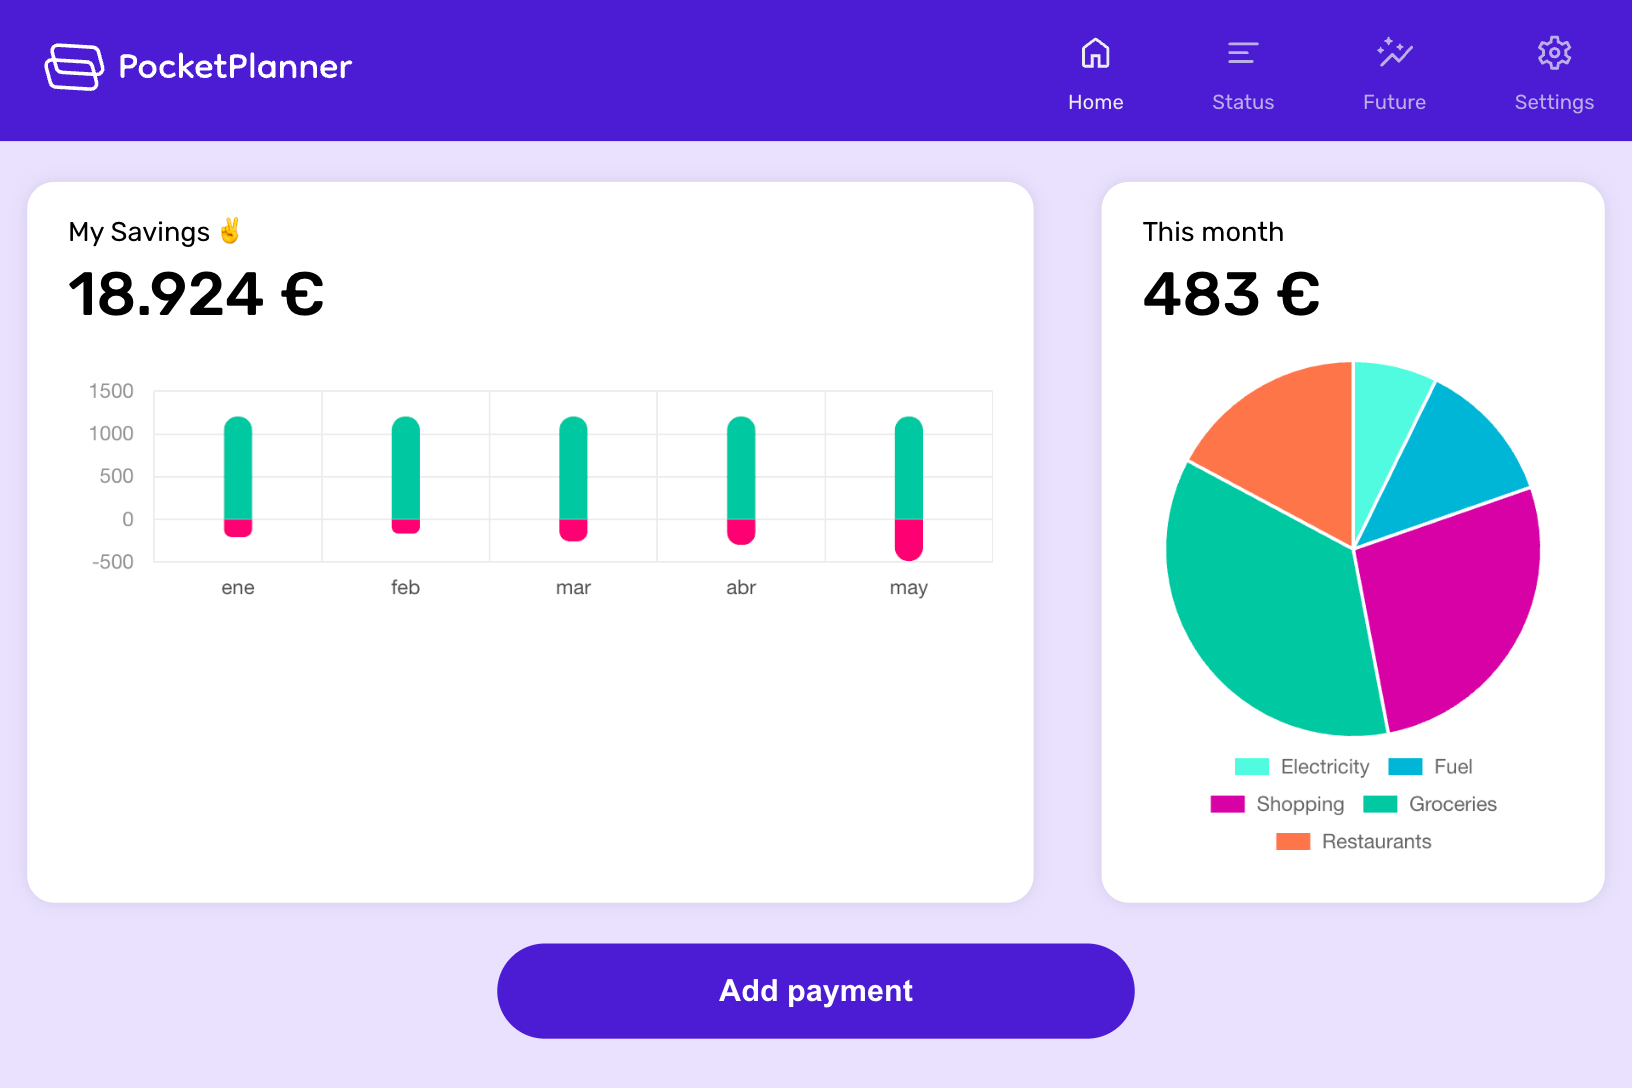 PocketPlanner
Home Status Future Settings
My Savings ✌️
18.924 €
1500
1000
500
0
-500
ene feb mar abr may
This month
483 €
Electricity Fuel
Shopping Groceries
Restaurants
Add payment